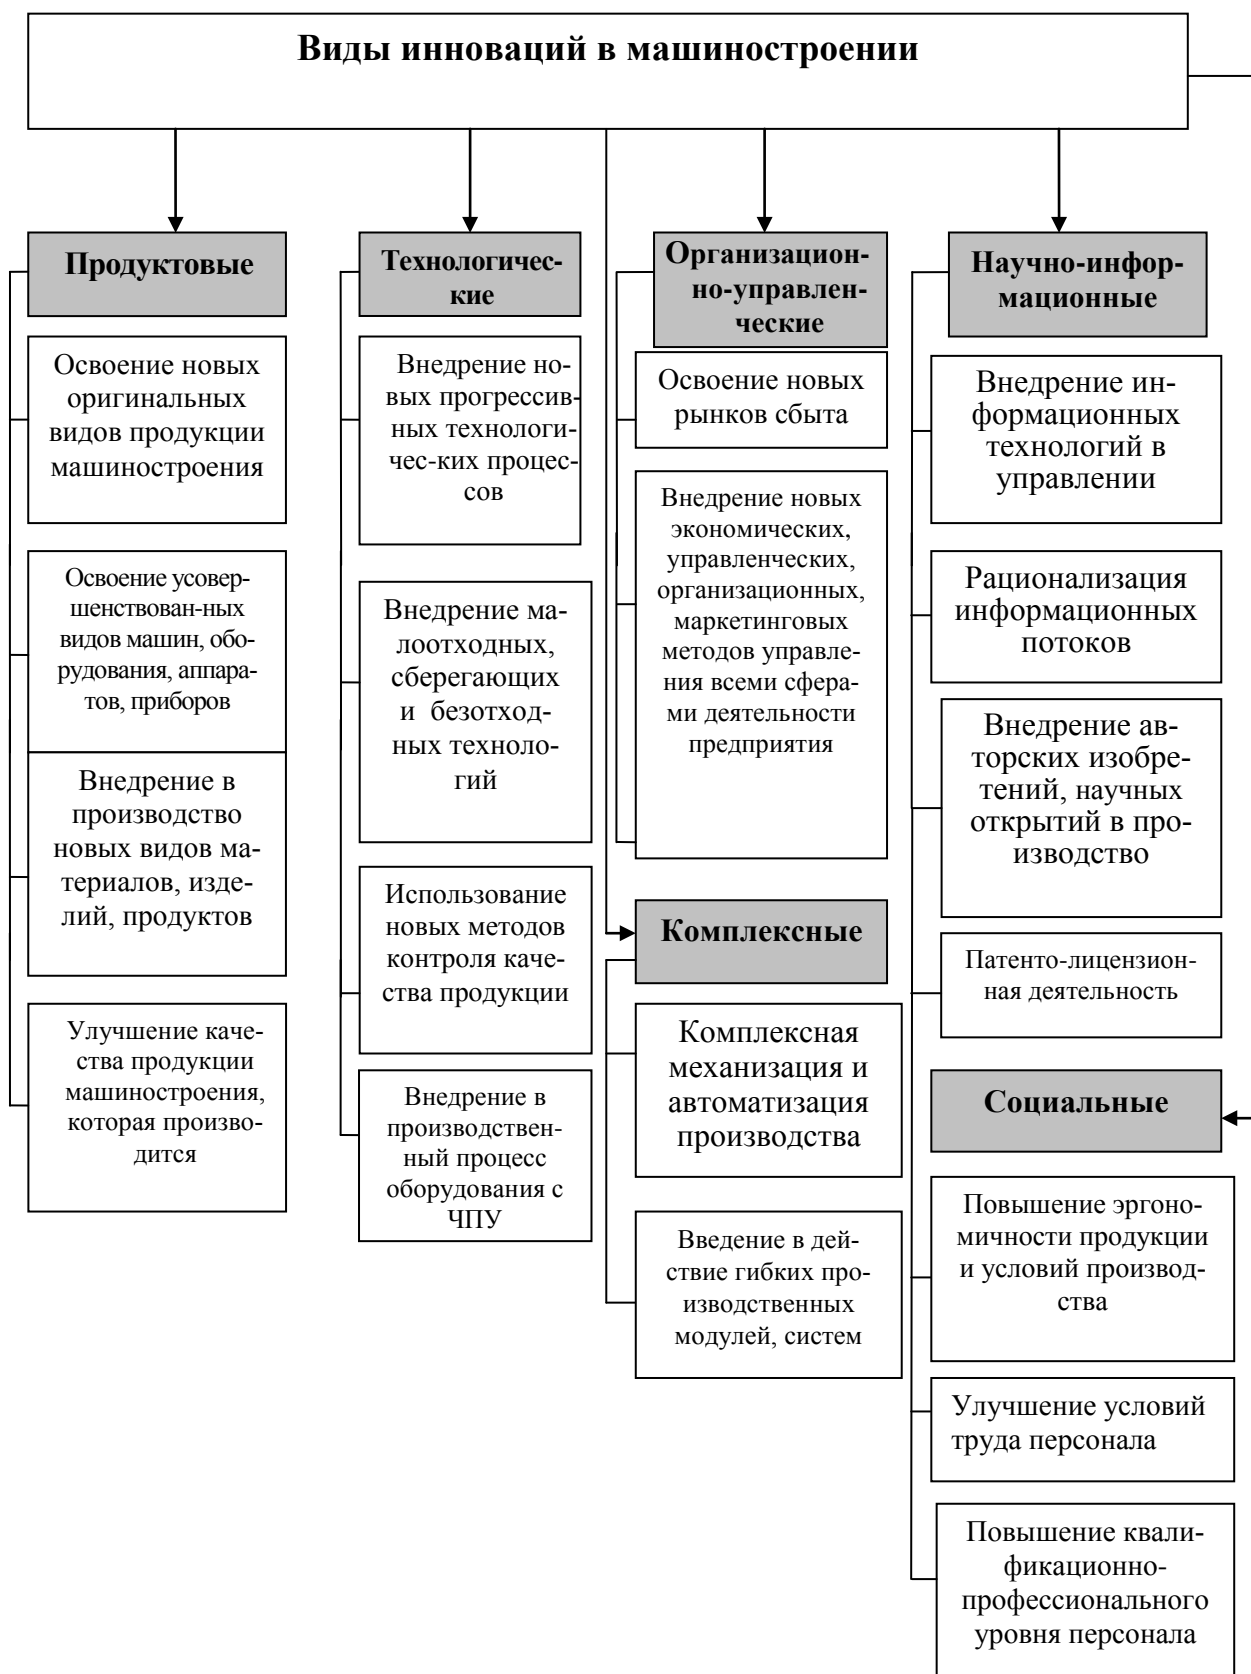 Виды инноваций в машиностроении
Продуктовые
Освоение новых
оригинальных
видов продукции
машиностроения
Освоение усовер-
шенствован-ных
видов машин, обо-
рудования, аппара-
тов, приборов
Внедрение в
производство
новых видов ма-
териалов, изде-
лий, продуктов
Улучшение каче-
ства продукции
машиностроения,
которая произво-
дится
Технологичес-
кие
Внедрение но-
вых прогрессив-
ных технологи-
чес-ких процес-
сов
Внедрение ма-
лоотходных,
сберегающих
и безотход-
ных техноло-
гий
Использование
новых методов
контроля каче-
ства продукции
Внедрение в
производствен-
ный процесс
оборудования с
ЧПУ
Организацион-
но-управлен-
ческие
Освоение новых
рынков сбыта
Внедрение новых
экономических,
управленческих,
организационных,
маркетинговых
методов управле-
ния всеми сфера-
ми деятельности
предприятия
Комплексные
Комплексная
механизация и
автоматизация
производства
Введение в дей-
ствие гибких про-
изводственных
модулей, систем
Научно-инфор-
мационные
Внедрение ин-
формационных
технологий в
управлении
Рационализация
информационных
потоков
Внедрение ав-
торских изобре-
тений, научных
открытий в про-
изводство
Патенто-лицензион-
ная деятельность
Социальные
Повышение эргоно-
мичности продукции
и условий производ-
ства
Улучшение условий
труда персонала
Повышение квали-
фикационно-
профессионального
уровня персонала